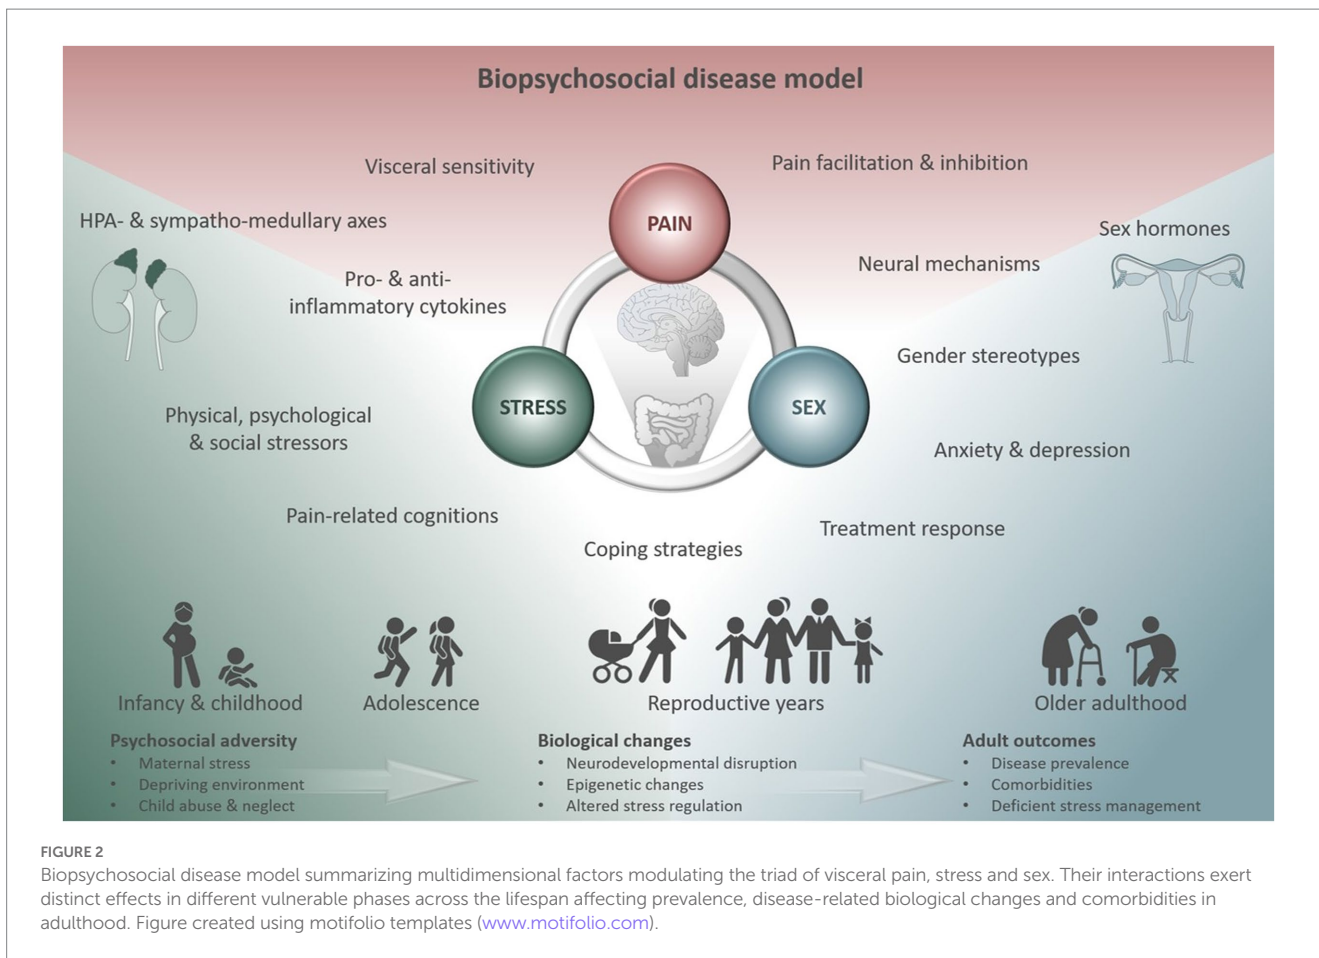 Biopsychosocial disease model
Visceral sensitivity
Pain facilitation & inhibition
HPA- & sympatho-medullary axes
PAIN
Sex hormones
Pro- & anti-
inflammatory cytokines
Neural mechanisms
Gender stereotypes
STRESS
SEX
Physical, psychological
& social stressors
Anxiety & depression
Pain-related cognitions
Treatment response
Coping strategies
Infancy & childhood
Adolescence
Reproductive years
Older adulthood
Psychosocial adversity
• Maternal stress
• Depriving environment
• Child abuse & neglect
Biological changes
• Neurodevelopmental disruption
• Epigenetic changes
• Altered stress regulation
Adult outcomes
• Disease prevalence
• Comorbidities
• Deficient stress management
FIGURE 2
Biopsychosocial disease model summarizing multidimensional factors modulating the triad of visceral pain, stress and sex. Their interactions exert
distinct effects in different vulnerable phases across the lifespan affecting prevalence, disease-related biological changes and comorbidities in
adulthood. Figure created using motifolio templates (www.motifolio.com).